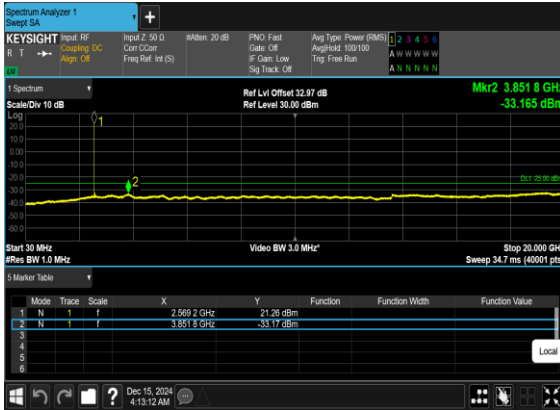 Spectrum Analyzer 1
Swept SA
+
KEYSIGHT Input: RF Input Z: 50 Ω #Atten: 20 dB PNO: Fast Avg Type: Power (RMS) 1 2 3 4 5 6
R T Coupling: DC Corr CCorr Gate: Off Avg|Hold: 100/100 A W W W W W
Align: Off Freq Ref: Int (S) IF Gain: Low Trig: Free Run
Sig Track: Off A N N N N N
1 Spectrum
Scale/Div 10 dB
Ref Lvl Offset 32.97 dB
Ref Level 30.00 dBm
Mkr2 3.851 8 GHz
-33.165 dBm
Log
20.0
10.0
0.00
-10.0
-20.0
-30.0
-40.0
-50.0
-60.0
1
2
Start 30 MHz
#Res BW 1.0 MHz
Video BW 3.0 MHz*
Stop 20.000 GH
Sweep 34.7 ms (40001 pts
5 Marker Table
Mode Trace Scale X Y Function Function Width Function Value
1 N 1 f 2.569 2 GHz 21.26 dBm
2 N 1 f 3.851 8 GHz -33.17 dBm
3
4
5
6
Local
?
Dec 15, 2024
4:13:12 AM